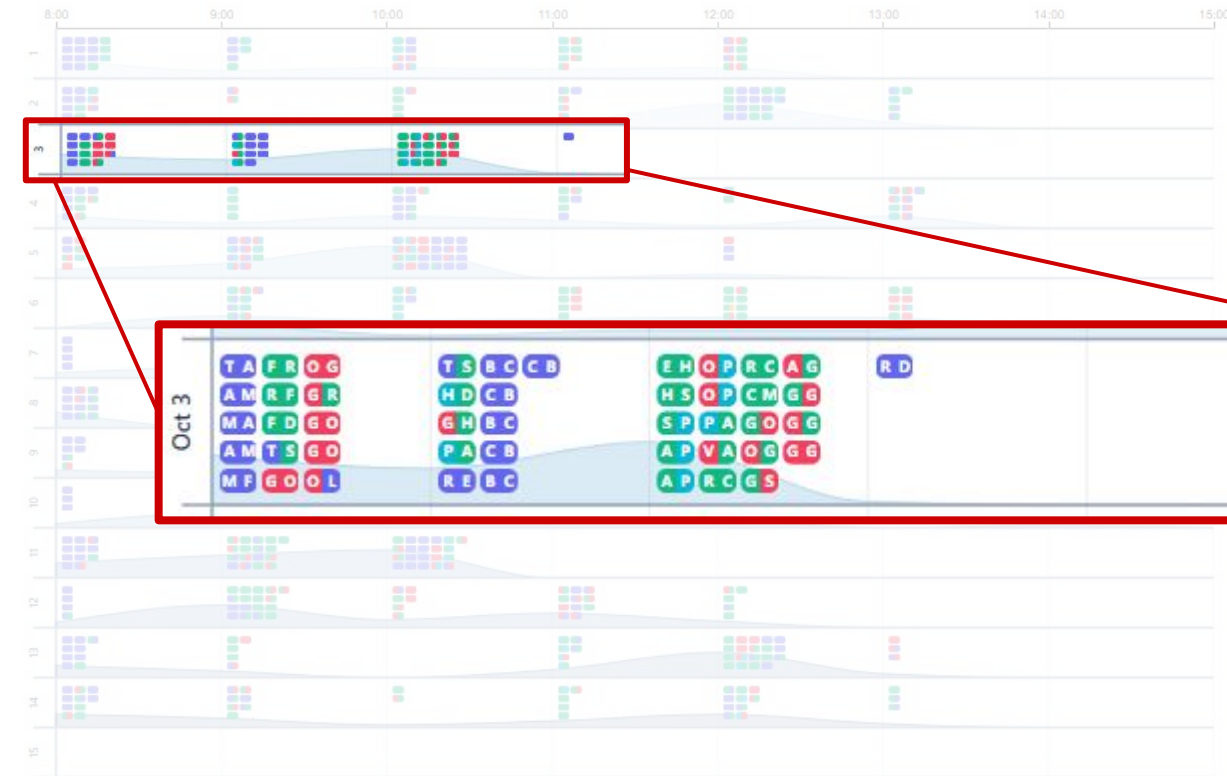 8:00 9:00 10:00 11:00 12:00 13:00 14:00 15:00
1
2
3
4
5
6
7
8
9
10
11
12
13
14
15
Oct 3
TA FR OG TS BC CB EH OP RC AG RD
AM RF GR HD CB HS OP CM GG
MA FD GO GH BC SP PA GO GG
AM TS GO PA CB AP VA OG GG
MF GO OL RE BC AP RC GS